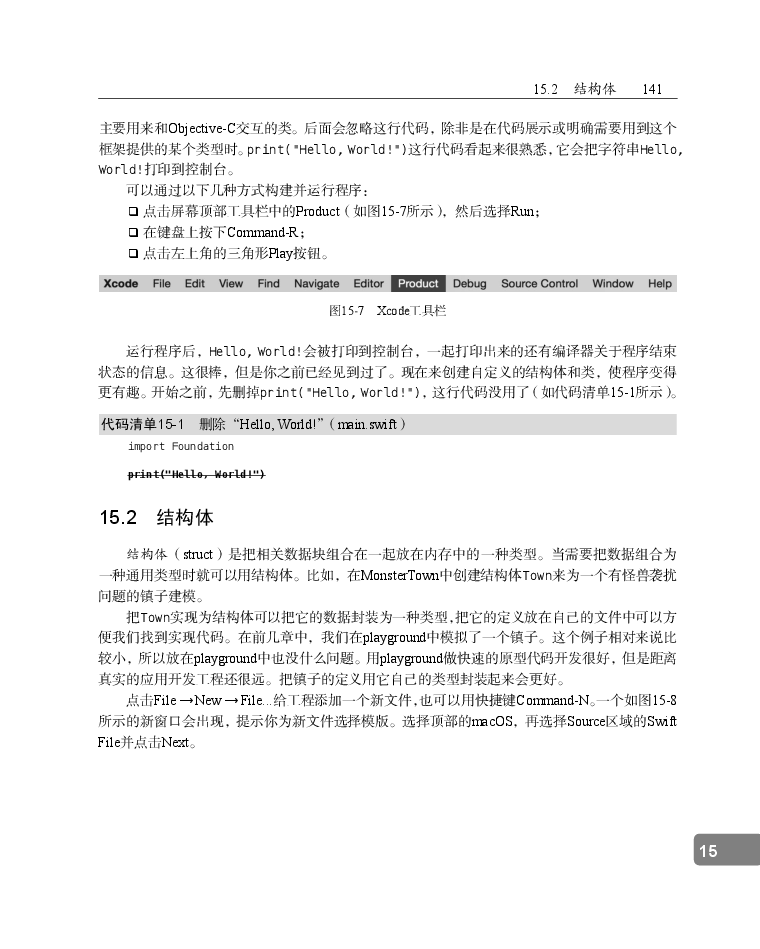 15.2 结构体 141
主要用来和Objective-C交互的类。后面会忽略这行代码，除非是在代码展示或明确需要用到这个
框架提供的某个类型时。print("Hello, World!")这行代码看起来很熟悉，它会把字符串Hello,
World!打印到控制台。
可以通过以下几种方式构建并运行程序：
❑ 点击屏幕顶部工具栏中的Product（如图15-7所示），然后选择Run；
❑ 在键盘上按下Command-R；
❑ 点击左上角的三角形Play按钮。
Xcode File Edit View Find Navigate Editor Product Debug Source Control Window Help
图15-7 Xcode工具栏
运行程序后，Hello, World!会被打印到控制台，一起打印出来的还有编译器关于程序结束
状态的信息。这很棒，但是你之前已经见到过了。现在来创建自定义的结构体和类，使程序变得
更有趣。开始之前，先删掉print("Hello, World!")，这行代码没用了（如代码清单15-1所示）。
代码清单15-1 删除“Hello, World!”（main.swift）
import Foundation
print("Hello, World!")
15.2 结构体
结构体（struct）是把相关数据块组合在一起放在内存中的一种类型。当需要把数据组合为
一种通用类型时就可以用结构体。比如，在MonsterTown中创建结构体Town来为一个有怪兽袭扰
问题的镇子建模。
把Town实现为结构体可以把它的数据封装为一种类型，把它的定义放在自己的文件中可以方
便我们找到实现代码。在前几章中，我们在playground中模拟了一个镇子。这个例子相对来说比
较小，所以放在playground中也没什么问题。用playground做快速的原型代码开发很好，但是距离
真实的应用开发工程还很远。把镇子的定义用它自己的类型封装起来会更好。
点击File→New→File...给工程添加一个新文件，也可以用快捷键Command-N。一个如图15-8
所示的新窗口会出现，提示你为新文件选择模版。选择顶部的macOS，再选择Source区域的Swift
File并点击Next。
15